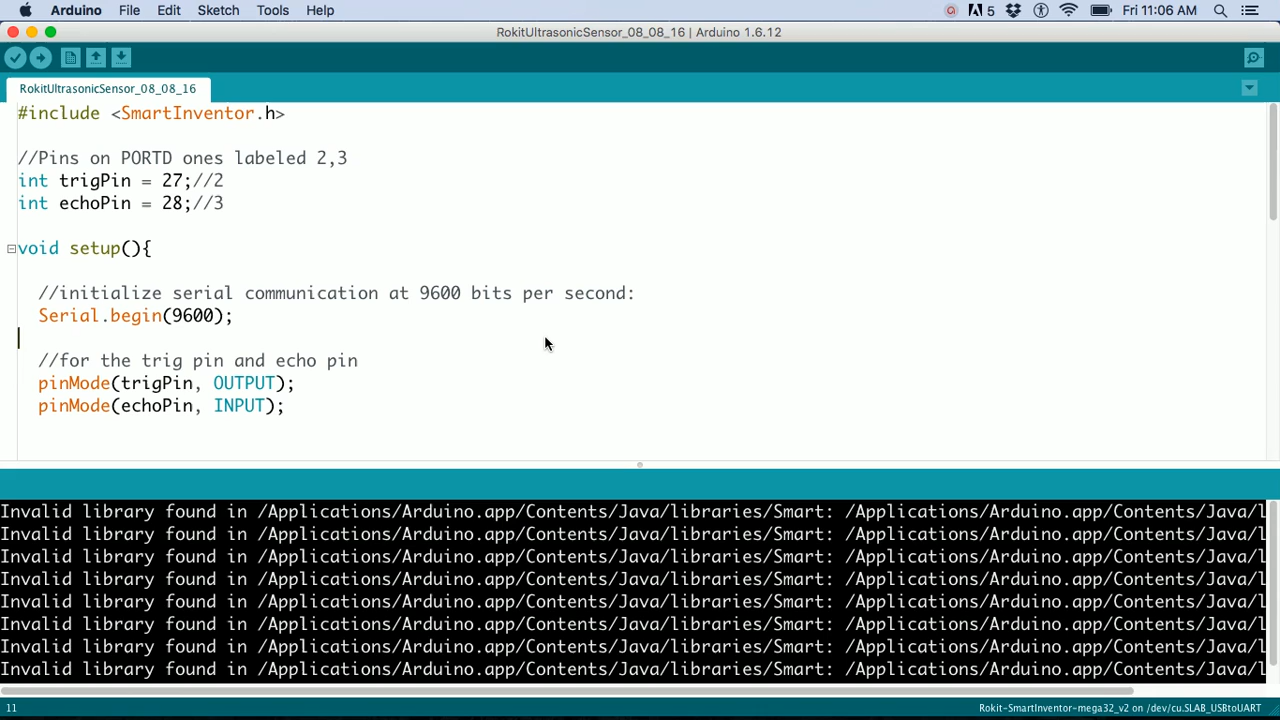 Arduino File Edit Sketch Tools Help 5 Fri 11:06 AM
RokitUltrasonicSensor_08_08_16 | Arduino 1.6.12
RokitUltrasonicSensor_08_08_16
#include <SmartInventor.h>
//Pins on PORTD ones labeled 2,3
int trigPin = 27;//2
int echoPin = 28;//3
void setup(){
//initialize serial communication at 9600 bits per second:
Serial.begin(9600);
//for the trig pin and echo pin
pinMode(trigPin, OUTPUT);
pinMode(echoPin, INPUT);
Invalid library found in /Applications/Arduino.app/Contents/Java/libraries/Smart: /Applications/Arduino.app/Contents/Java/l
Invalid library found in /Applications/Arduino.app/Contents/Java/libraries/Smart: /Applications/Arduino.app/Contents/Java/l
Invalid library found in /Applications/Arduino.app/Contents/Java/libraries/Smart: /Applications/Arduino.app/Contents/Java/l
Invalid library found in /Applications/Arduino.app/Contents/Java/libraries/Smart: /Applications/Arduino.app/Contents/Java/l
Invalid library found in /Applications/Arduino.app/Contents/Java/libraries/Smart: /Applications/Arduino.app/Contents/Java/l
Invalid library found in /Applications/Arduino.app/Contents/Java/libraries/Smart: /Applications/Arduino.app/Contents/Java/l
Invalid library found in /Applications/Arduino.app/Contents/Java/libraries/Smart: /Applications/Arduino.app/Contents/Java/l
Invalid library found in /Applications/Arduino.app/Contents/Java/libraries/Smart: /Applications/Arduino.app/Contents/Java/l
11 Rokit-SmartInventor-mega32_v2 on /dev/cu.SLAB_USBtoUART